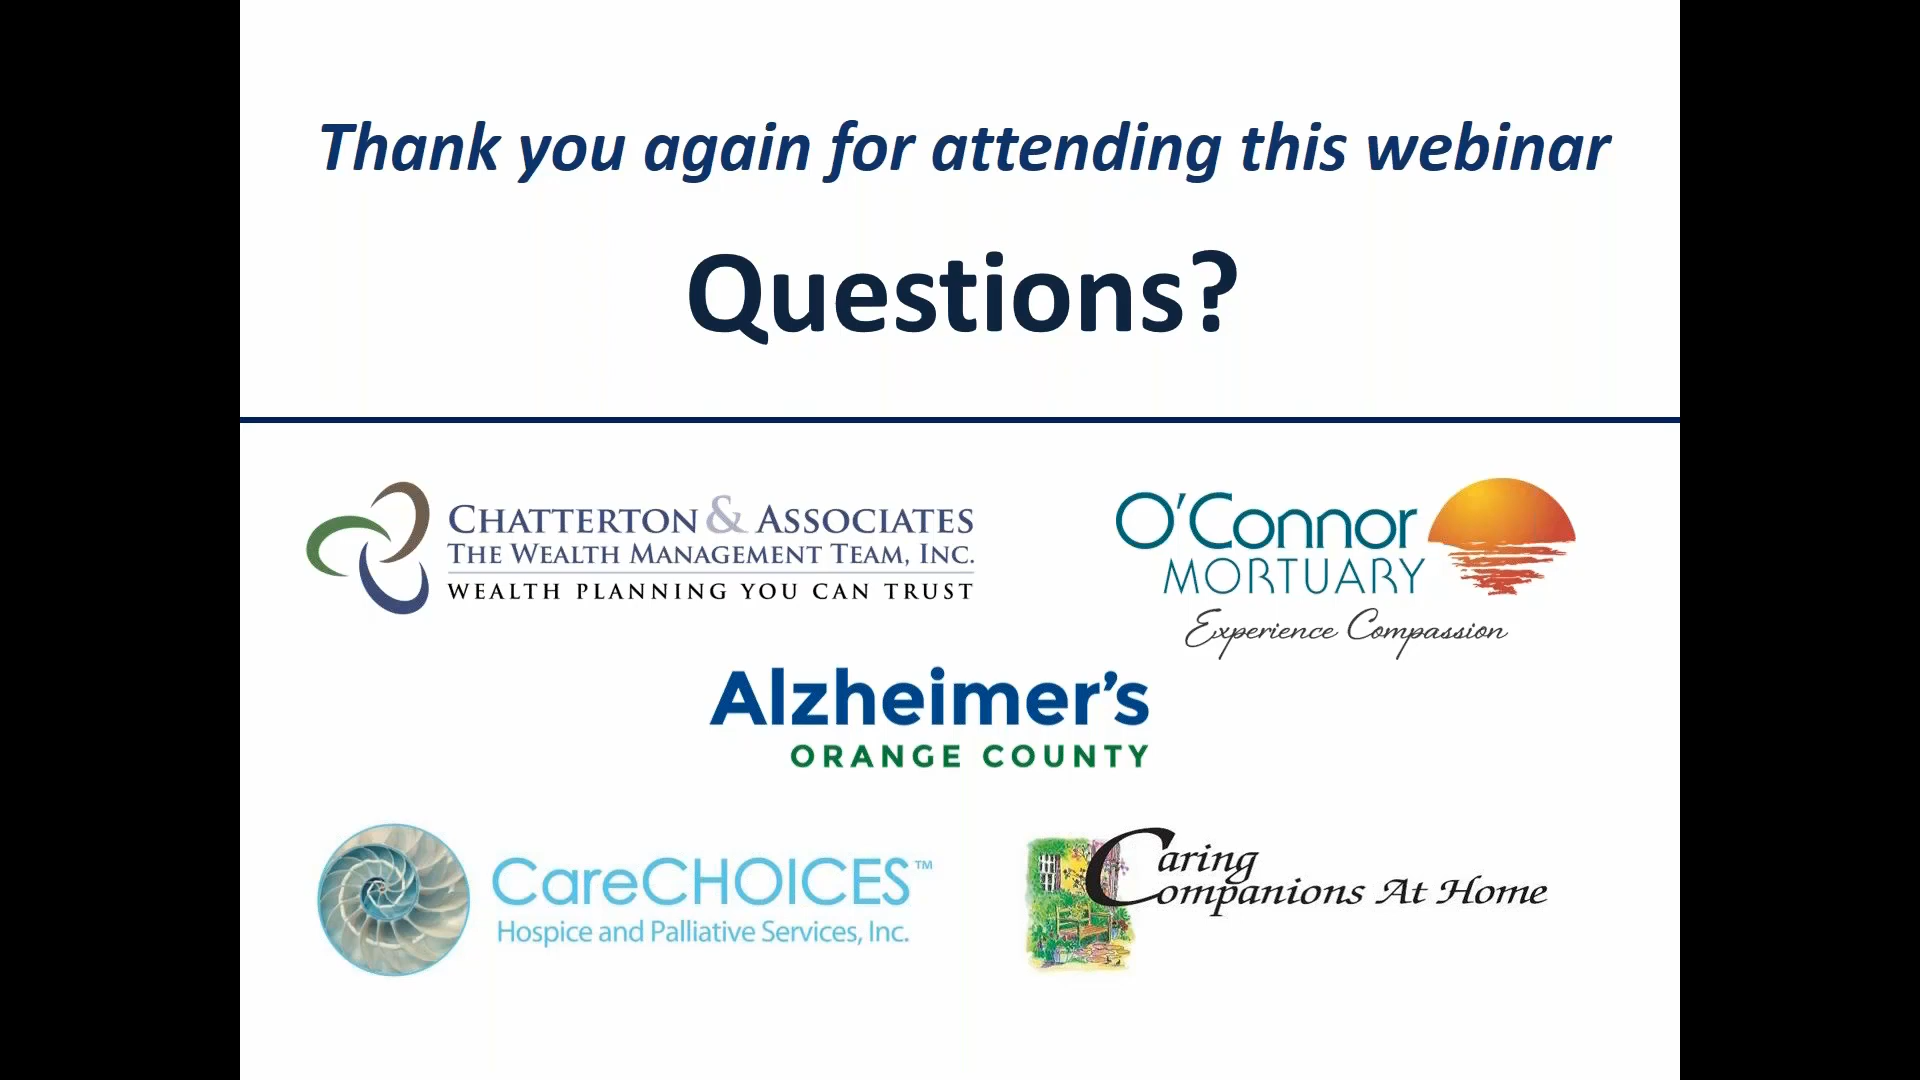 Thank you again for attending this webinar
Questions?
CHATTERTON & ASSOCIATES
THE WEALTH MANAGEMENT TEAM, INC.
WEALTH PLANNING YOU CAN TRUST
O'Connor
MORTUARY
Experience Compassion
Alzheimer's
ORANGE COUNTY
CareCHOICES™
Hospice and Palliative Services, Inc.
Caring
Companions At Home